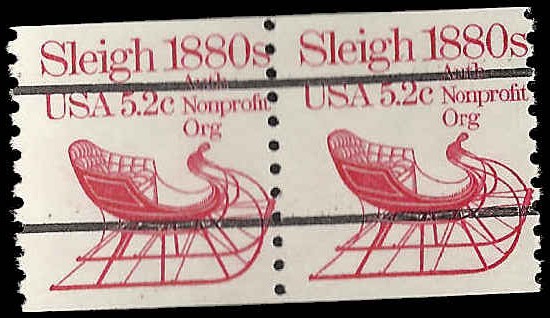 Sleigh 1880s
USA 5.2c
Auth
Nonprofit
Org
Sleigh 1880s
USA 5.2c
Auth
Nonprofit
Org